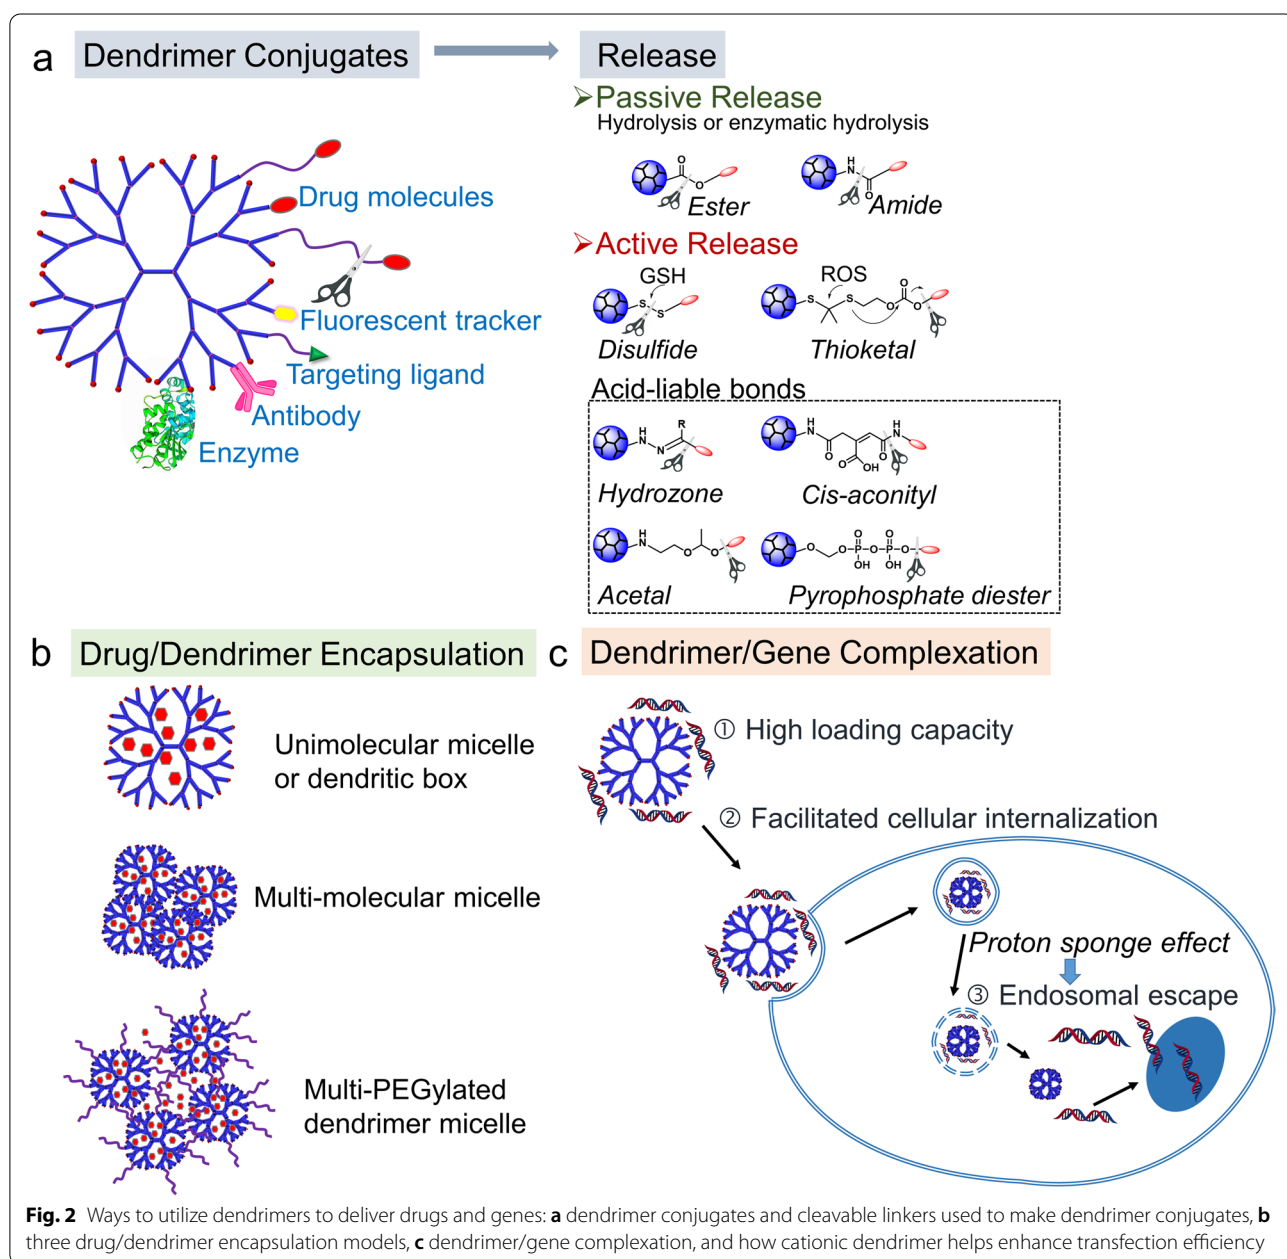 a Dendrimer Conjugates Release
Passive Release
Hydrolysis or enzymatic hydrolysis
O
O
Ester
H
N
O
Amide
Drug molecules
Fluorescent tracker
Targeting ligand
Antibody
Enzyme
Active Release
GSH
S
S
Disulfide
ROS
S S O O O
Thioketal
Acid-liable bonds
H
N
N
R
Hydrozone
H
N
O
O
OH
O
H
N
Cis-aconityl
H
N
O O
Acetal
O O
O O P O P O
OH OH
Pyrophosphate diester
b Drug/Dendrimer Encapsulation
Unimolecular micelle
or dendritic box
Multi-molecular micelle
Multi-PEGylated
dendrimer micelle
c Dendrimer/Gene Complexation
① High loading capacity
② Facilitated cellular internalization
Proton sponge effect
③ Endosomal escape
Fig. 2 Ways to utilize dendrimers to deliver drugs and genes: a dendrimer conjugates and cleavable linkers used to make dendrimer conjugates, b
three drug/dendrimer encapsulation models, c dendrimer/gene complexation, and how cationic dendrimer helps enhance transfection efficiency